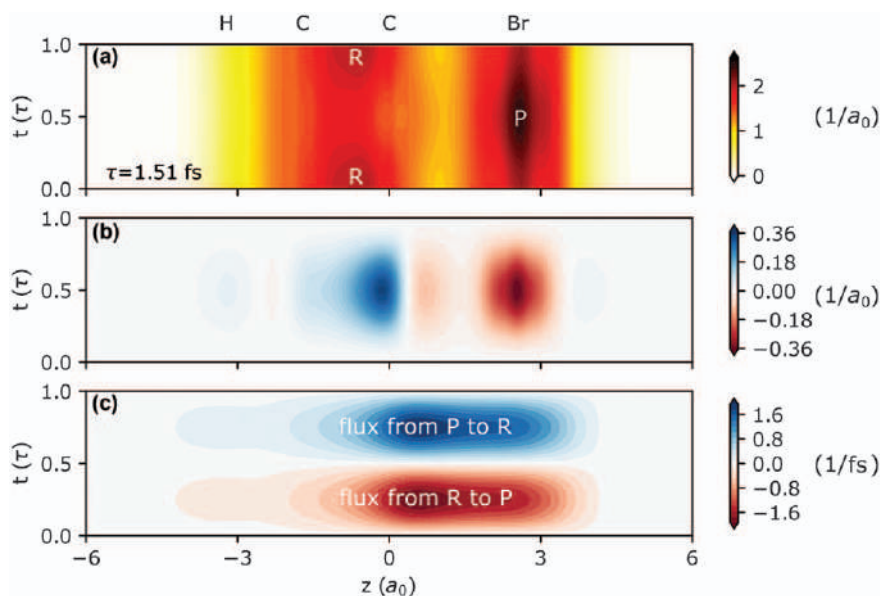 H C C Br
(a)
R
P
R
τ=1.51 fs
t (τ)
1.0
0.5
0.0
2
1
0
(1/a₀)
(b)
t (τ)
1.0
0.5
0.0
0.36
0.18
0.00
−0.18
−0.36
(1/a₀)
(c)
flux from P to R
flux from R to P
t (τ)
1.0
0.5
0.0
1.6
0.8
0.0
−0.8
−1.6
(1/fs)
−6 −3 0 3 6
z (a₀)